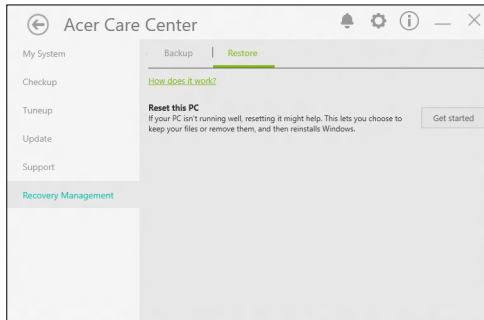 Acer Care Center
My System
Checkup
Tuneup
Update
Support
Recovery Management
Backup | Restore
How does it work?
Reset this PC
If your PC isn't running well, resetting it might help. This lets you choose to
keep your files or remove them, and then reinstalls Windows.
Get started